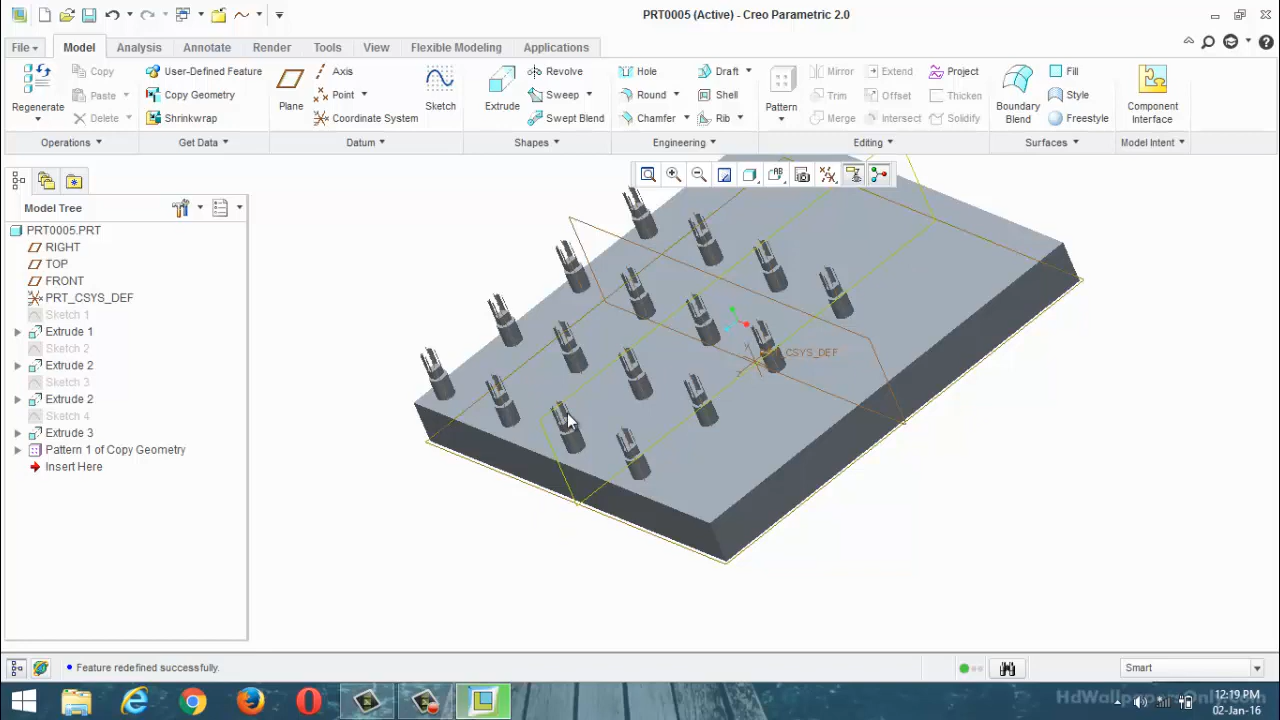 PRT0005 (Active) - Creo Parametric 2.0
File Model Analysis Annotate Render Tools View Flexible Modeling Applications
Regenerate
Copy
Paste
Delete
Operations
User-Defined Feature
Copy Geometry
Shrinkwrap
Get Data
Plane
Axis
Point
Coordinate System
Sketch
Datum
Extrude
Revolve
Sweep
Swept Blend
Shapes
Hole
Round
Chamfer
Draft
Shell
Rib
Engineering
Pattern
Mirror
Trim
Merge
Extend
Offset
Intersect
Project
Thicken
Solidify
Editing
Boundary Blend
Fill
Style
Freestyle
Surfaces
Component Interface
Model Intent
Model Tree
PRT0005.PRT
RIGHT
TOP
FRONT
PRT_CSYS_DEF
Sketch 1
Extrude 1
Sketch 2
Extrude 2
Sketch 3
Extrude 2
Sketch 4
Extrude 3
Pattern 1 of Copy Geometry
Insert Here
CSYS_DEF
Feature redefined successfully.
Smart
HdWallpapersOnly.com
12:19 PM
02-Jan-16